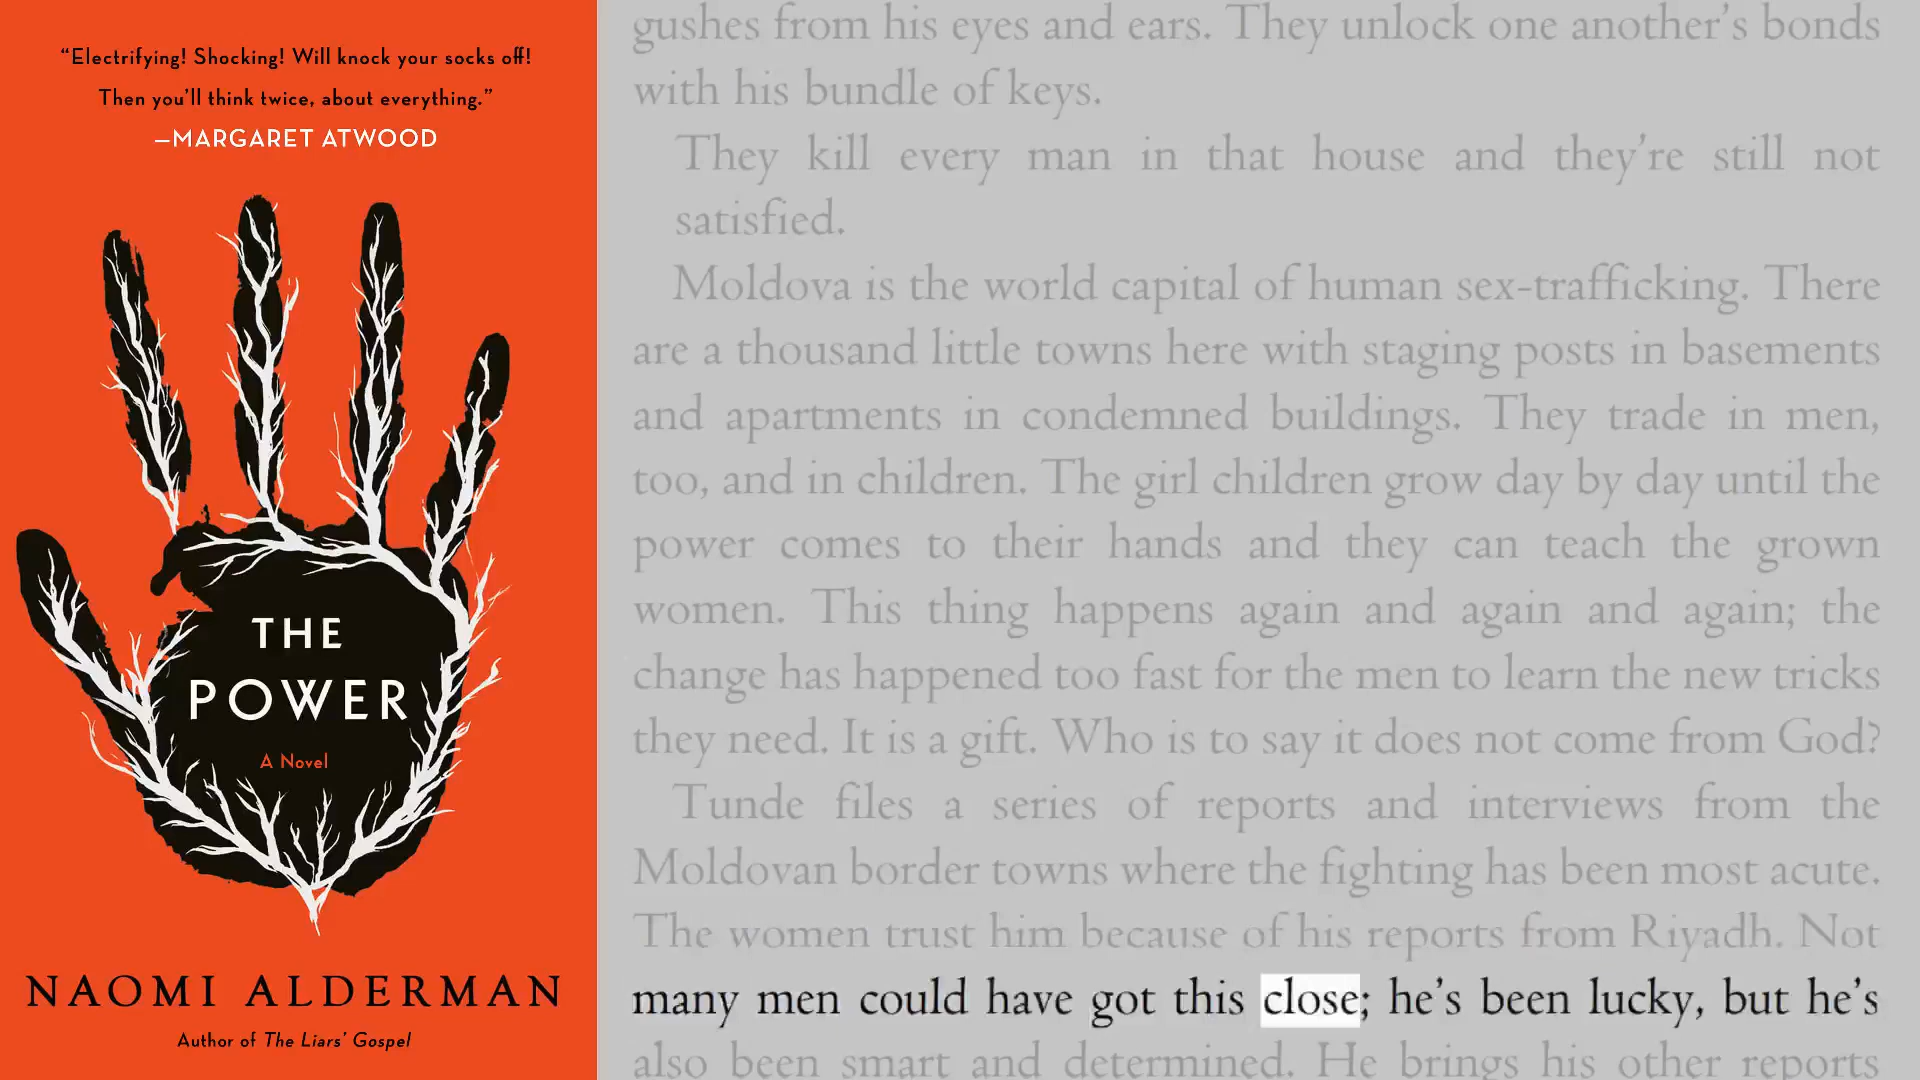 “Electrifying! Shocking! Will knock your socks off!
Then you’ll think twice, about everything.”
—MARGARET ATWOOD
THE
POWER
A Novel
NAOMI ALDERMAN
Author of The Liars’ Gospel
gushes from his eyes and ears. They unlock one another’s bonds
with his bundle of keys.
They kill every man in that house and they’re still not
satisfied.
Moldova is the world capital of human sex-trafficking. There
are a thousand little towns here with staging posts in basements
and apartments in condemned buildings. They trade in men,
too, and in children. The girl children grow day by day until the
power comes to their hands and they can teach the grown
women. This thing happens again and again and again; the
change has happened too fast for the men to learn the new tricks
they need. It is a gift. Who is to say it does not come from God?
Tunde files a series of reports and interviews from the
Moldovan border towns where the fighting has been most acute.
The women trust him because of his reports from Riyadh. Not
many men could have got this close; he’s been lucky, but he’s
also been smart and determined. He brings his other reports